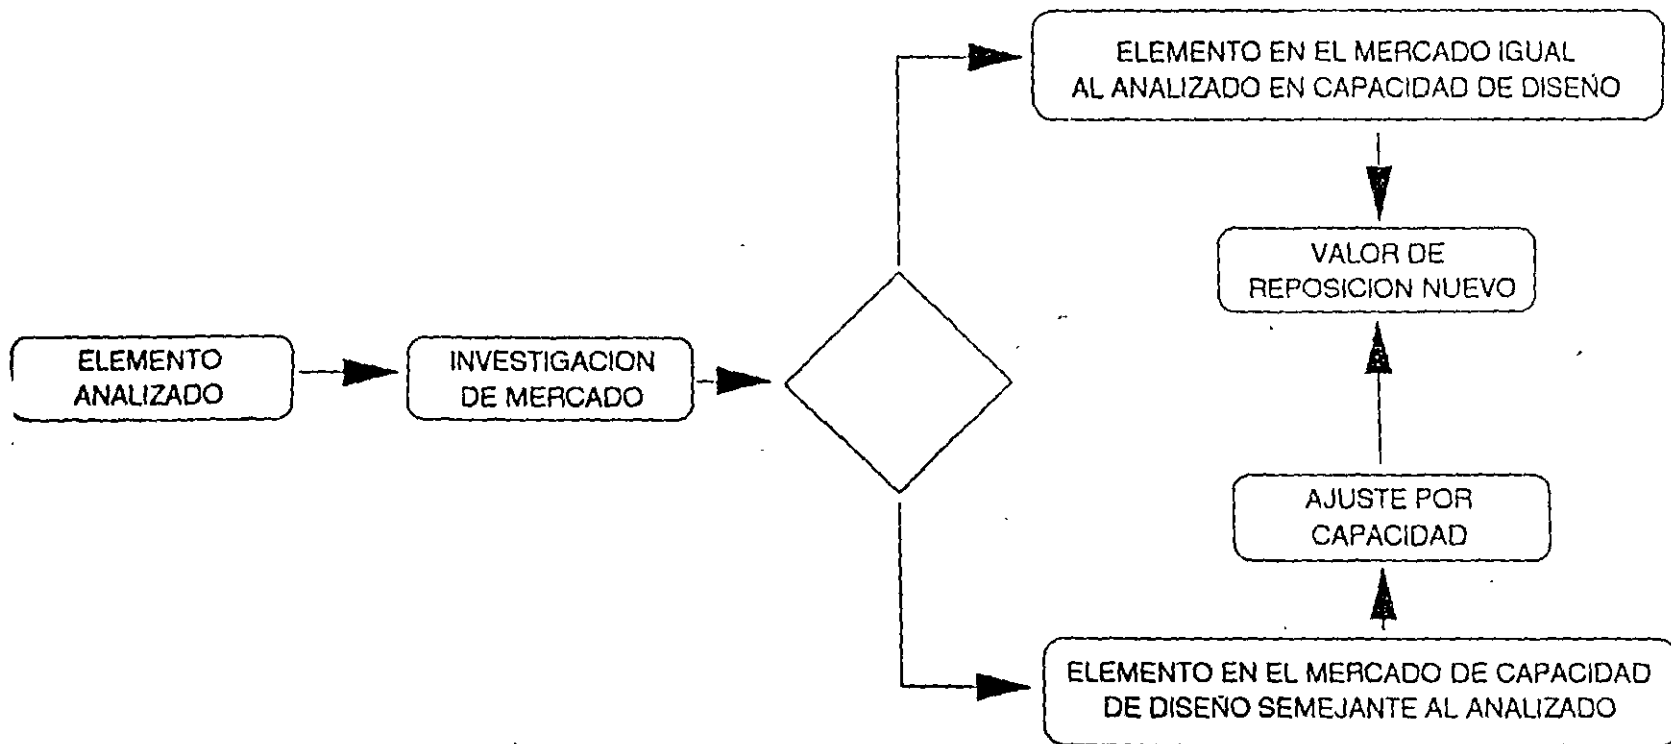 ELEMENTO EN EL MERCADO IGUAL
AL ANALIZADO EN CAPACIDAD DE DISEÑO
VALOR DE
REPOSICION NUEVO
ELEMENTO
ANALIZADO
INVESTIGACION
DE MERCADO
AJUSTE POR
CAPACIDAD
ELEMENTO EN EL MERCADO DE CAPACIDAD
DE DISEÑO SEMEJANTE AL ANALIZADO